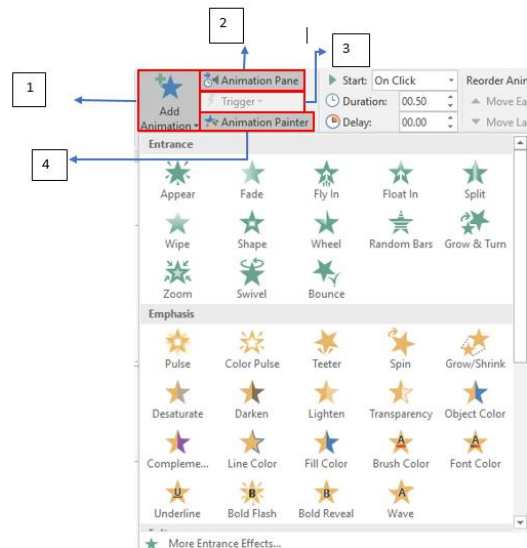 2
3
1
4
Add
Animation
Animation Pane
Trigger
Animation Painter
Start: On Click
Duration: 00.50
Delay: 00.00
Reorder Ani
Move Ea
Move La
Entrance
Appear Fade Fly In Float In Split
Wipe Shape Wheel Random Bars Grow & Turn
Zoom Swivel Bounce
Emphasis
Pulse Color Pulse Teeter Spin Grow/Shrink
Desaturate Darken Lighten Transparency Object Color
Compleme... Line Color Fill Color Brush Color Font Color
Underline Bold Flash Bold Reveal Wave
More Entrance Effects...